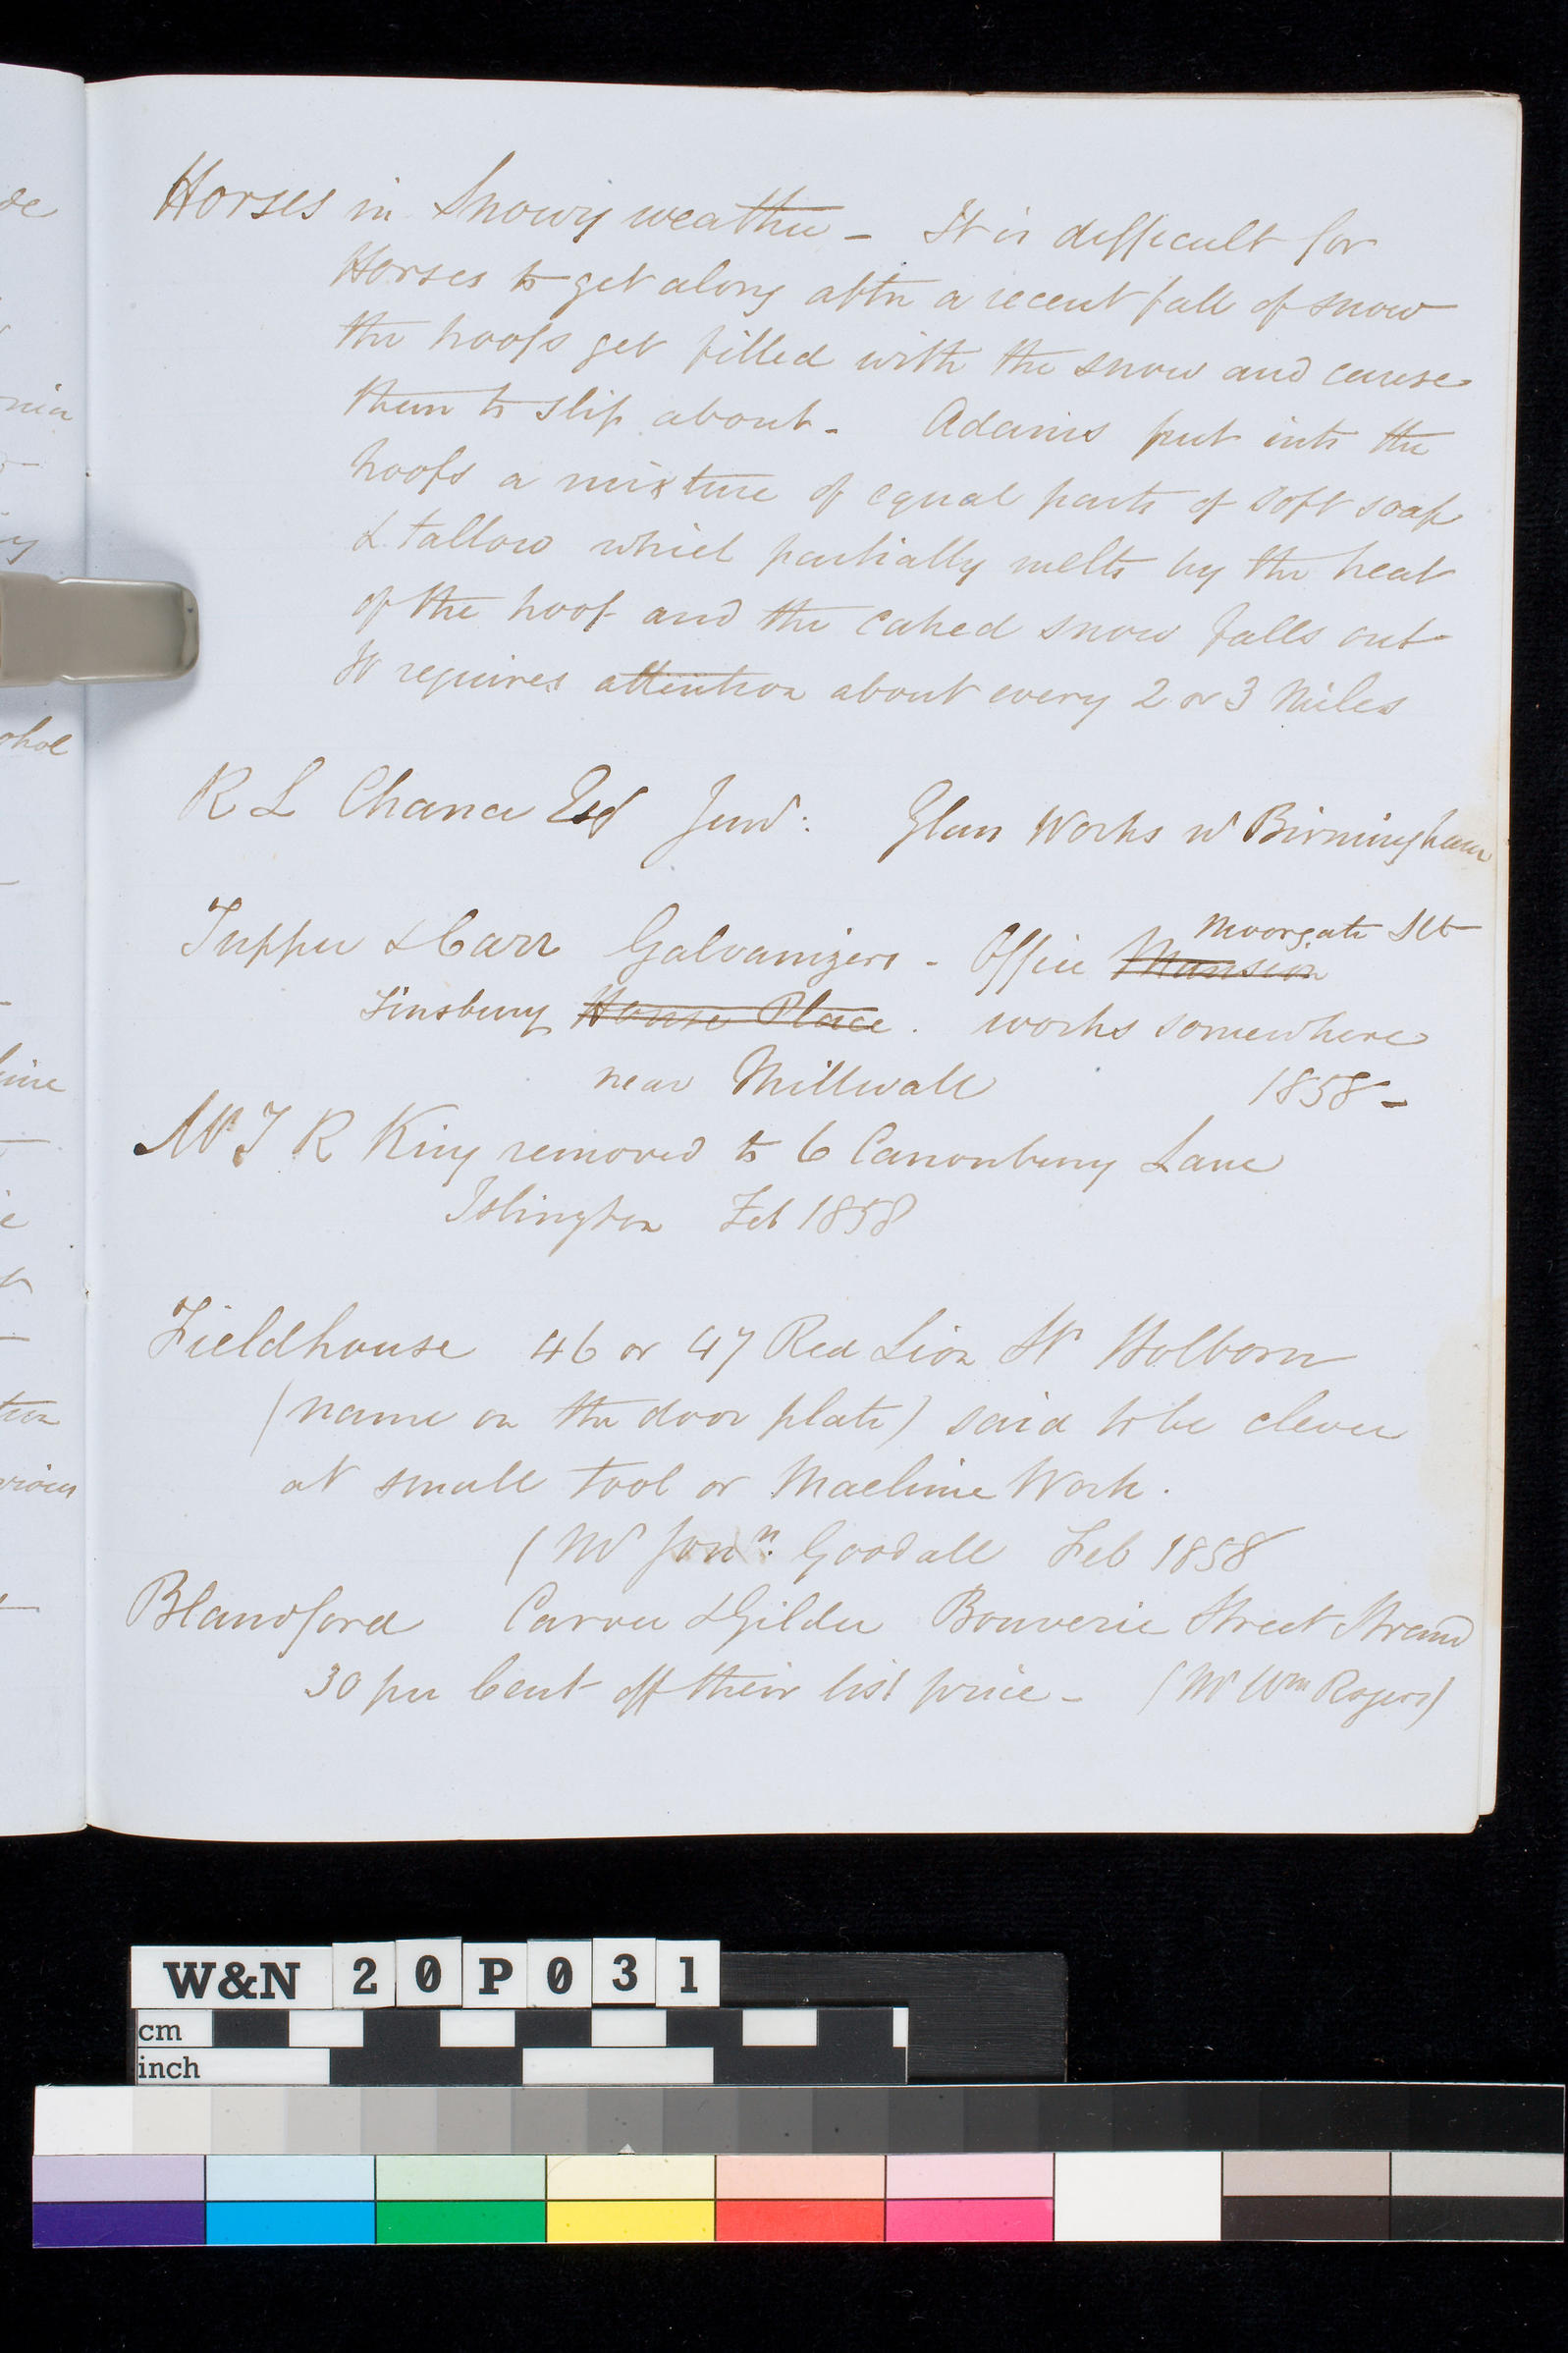 Horses in Snowy weather - It is difficult for
Horses to get along after a recent fall of snow
the hoofs get filled with the snow and cause
them to slip about - Adams put into the
hoofs a mixture of equal parts of soft soap
& tallow which partially melts by the heat
of the hoof and the caked snow falls out
It requires attention about every 2 or 3 Miles
R L Chance Esq Junr: Glass Works nr Birmingham
Moorgate Stt
Tupper & Carr Galvanizers - Office Mansion
Finsbury House Place. works somewhere
near Millwall 1858 -
Mr T R King removed to 6 Canonbury Lane
Islington Feb 1858
Fieldhouse 46 or 47 Red Lion St Holborn
(name on the door plate) said to be clever
at small tool or Machine Work.
(Mr Jonn. Goodall Feb 1858
Blandford Carver & Gilder Bouverie Street Strand
30 per Cent off their list price - (Mr Wm Rogers)
W&N 20P031
cm
inch